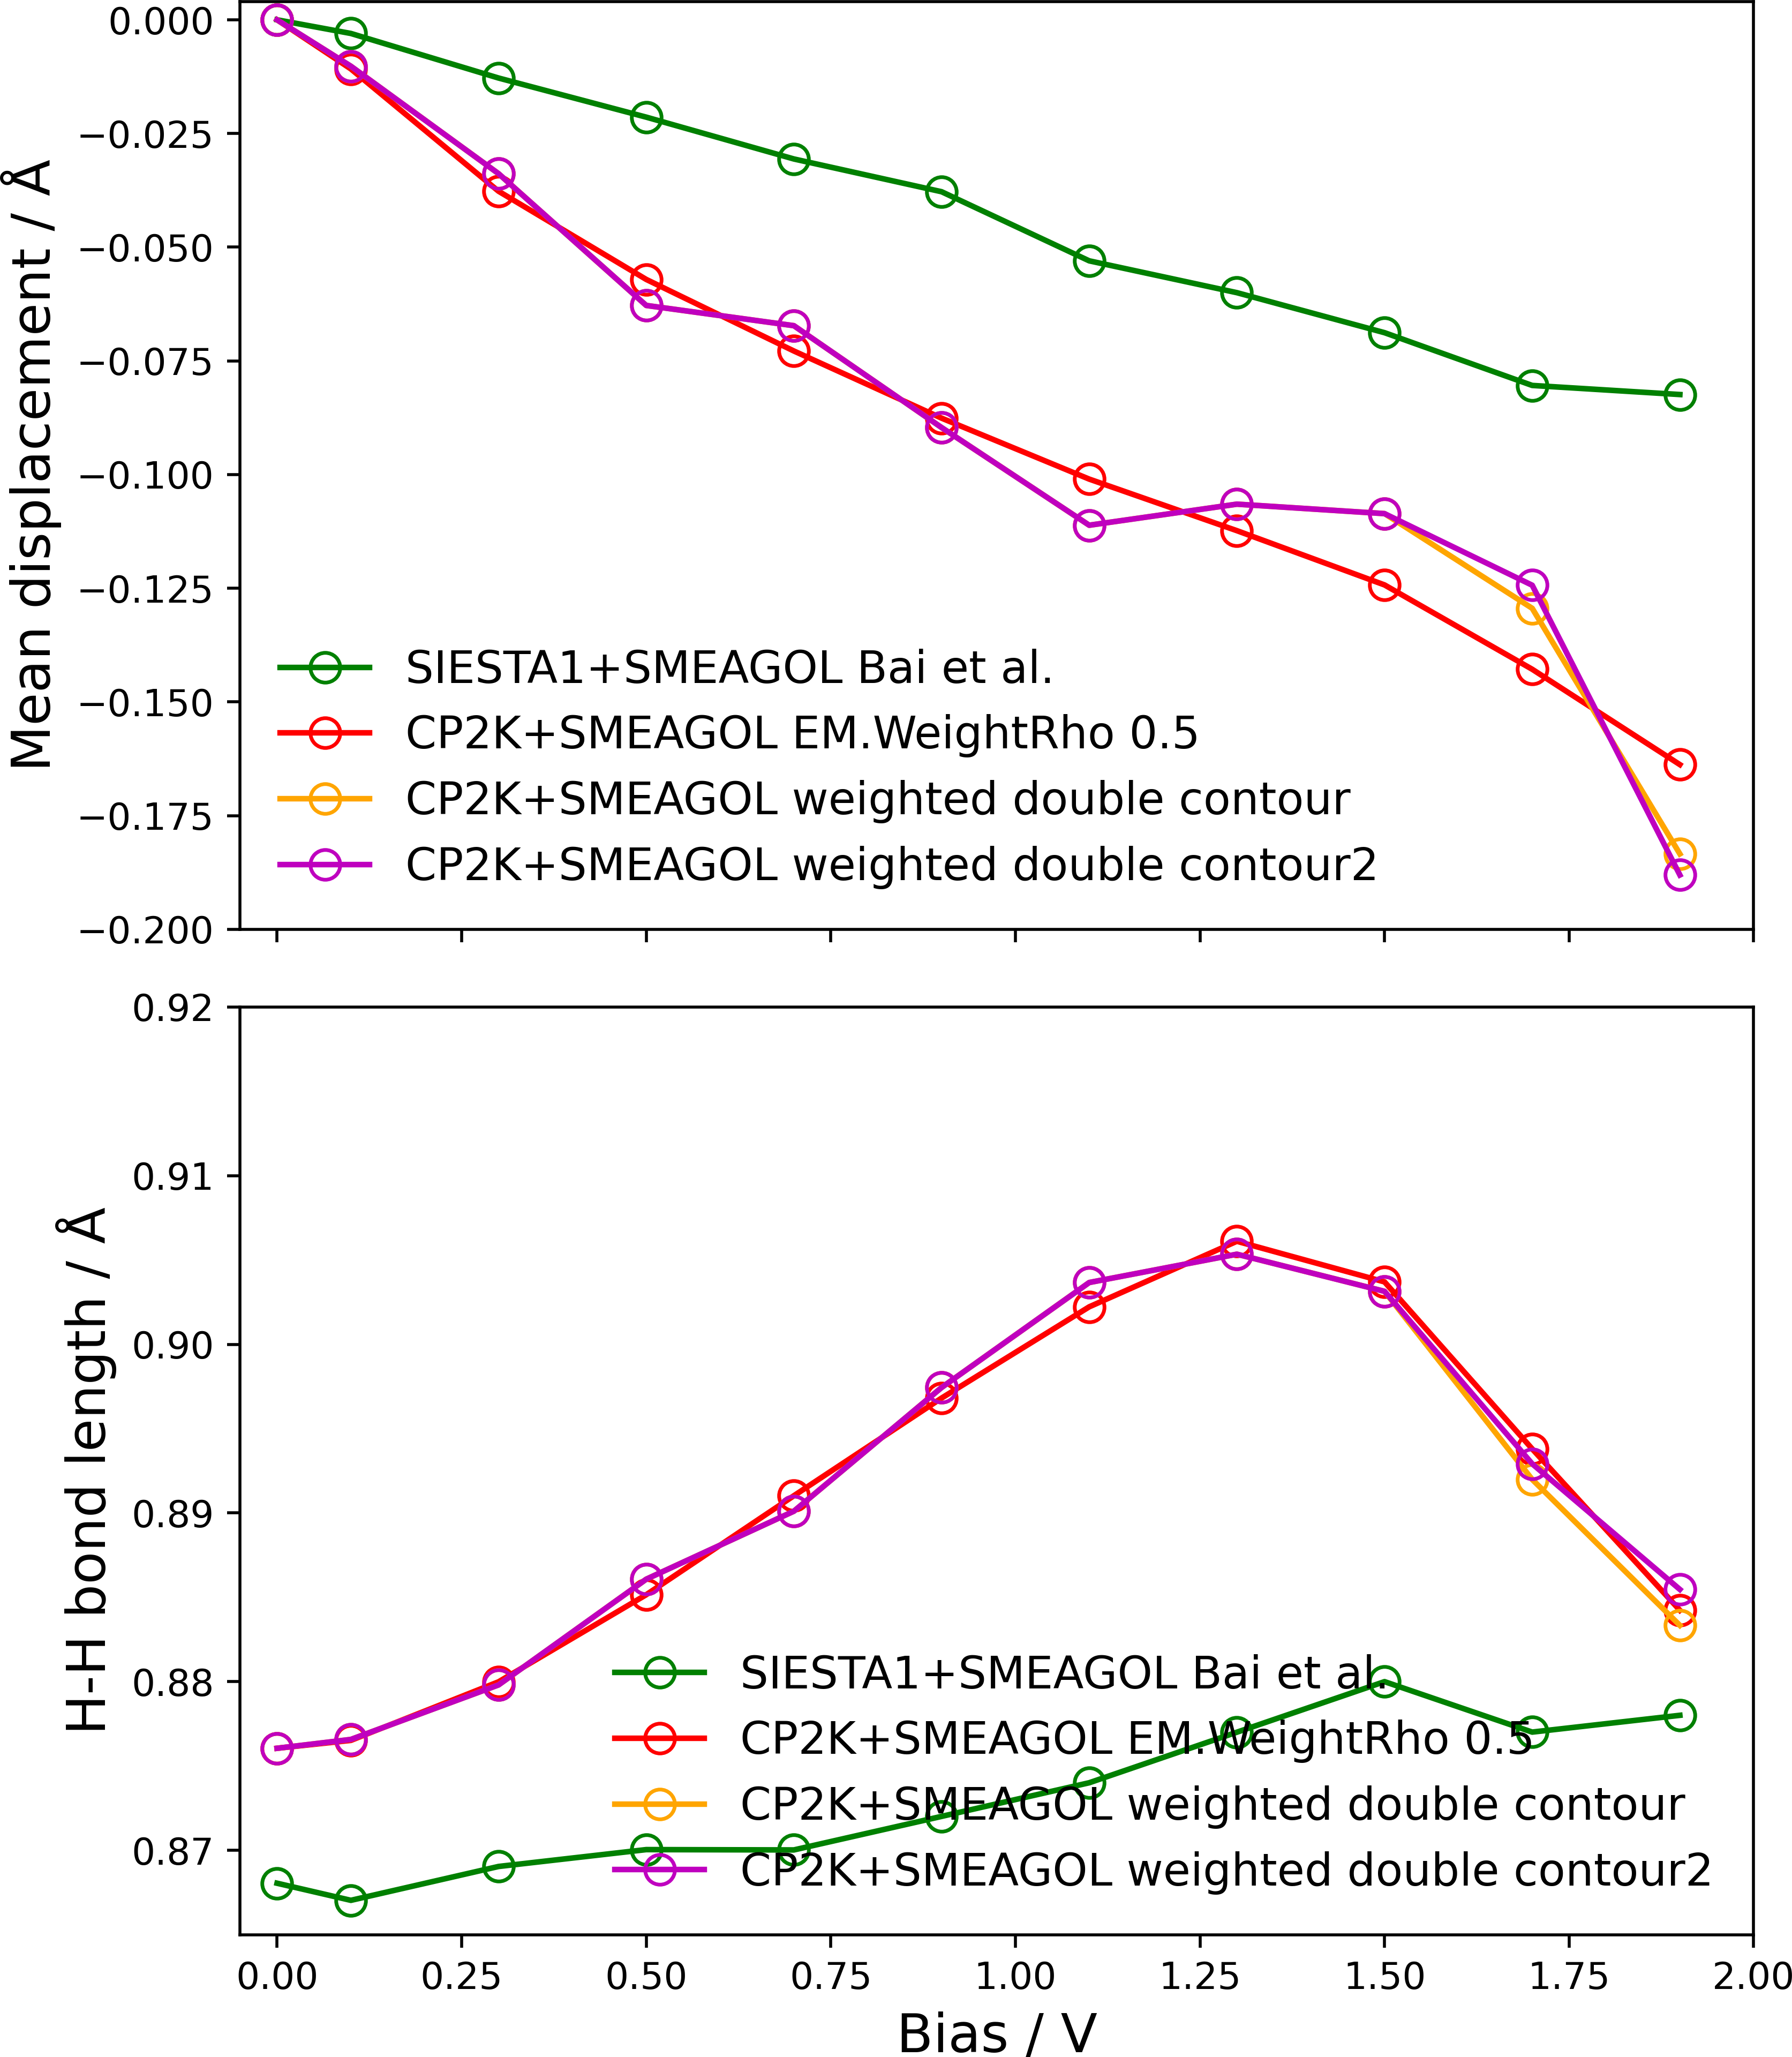 0.000
−0.025
−0.050
−0.075
−0.100
−0.125
−0.150
−0.175
−0.200
Mean displacement / Å
SIESTA1+SMEAGOL Bai et al.
CP2K+SMEAGOL EM.WeightRho 0.5
CP2K+SMEAGOL weighted double contour
CP2K+SMEAGOL weighted double contour2
0.92
0.91
0.90
0.89
0.88
0.87
H-H bond length / Å
SIESTA1+SMEAGOL Bai et al.
CP2K+SMEAGOL EM.WeightRho 0.5
CP2K+SMEAGOL weighted double contour
CP2K+SMEAGOL weighted double contour2
0.00 0.25 0.50 0.75 1.00 1.25 1.50 1.75 2.00
Bias / V